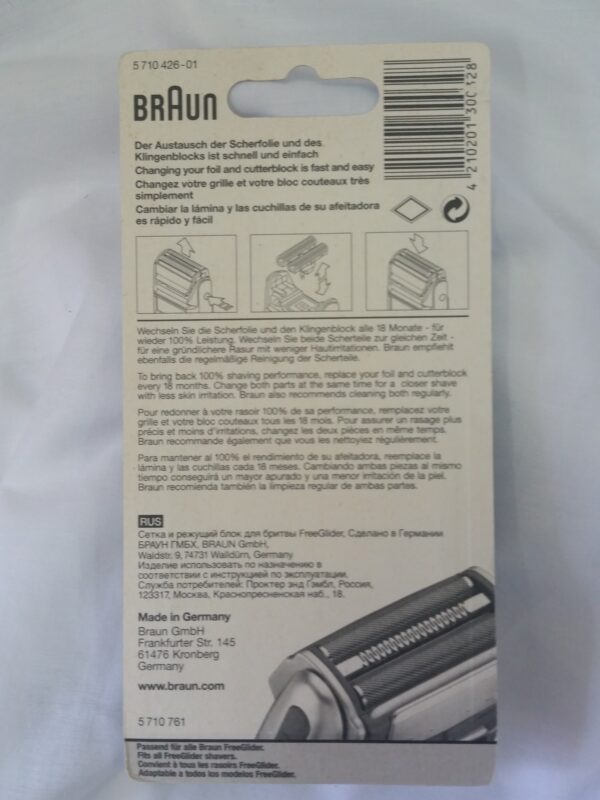 5 710 426-01
BRAUN
Der Austausch der Scherfolie und des
Klingenblocks ist schnell und einfach
Changing your foil and cutterblock is fast and easy
Changez votre grille et votre bloc couteaux très
simplement
Cambiar la lámina y las cuchillas de su afeitadora
es rápido y fácil
4 210201 300328
Wechseln Sie die Scherfolie und den Klingenblock alle 18 Monate - für
wieder 100% Leistung. Wechseln Sie beide Scherteile zur gleichen Zeit -
für eine gründlichere Rasur mit weniger Hautirritationen. Braun empfiehlt
ebenfalls die regelmäßige Reinigung der Scherteile.
To bring back 100% shaving performance, replace your foil and cutterblock
every 18 months. Change both parts at the same time for a closer shave
with less skin irritation. Braun also recommends cleaning both regularly.
Pour redonner à votre rasoir 100% de sa performance, remplacez votre
grille et votre bloc couteaux tous les 18 mois. Pour assurer un rasage plus
précis et moins d'irritations, changez les deux pièces en même temps.
Braun recommande également que vous les nettoyiez régulièrement.
Para mantener al 100% el rendimiento de su afeitadora, reemplace la
lámina y las cuchillas cada 18 meses. Cambiando ambas piezas al mismo
tiempo conseguirá un mayor apurado y una menor irritación de la piel.
Braun recomienda también la limpieza regular de ambas partes.
RUS
Сетка и режущий блок для бритвы FreeGlider, Сделано в Германии
БРАУН ГМБХ, BRAUN GmbH,
Waldstr. 9, 74731 Walldürn, Germany
Изделие использовать по назначению в
соответствии с инструкцией по эксплуатации.
Служба потребителей: Проктер энд Гэмбл, Россия,
123317, Москва, Краснопресненская наб., 18.
Made in Germany
Braun GmbH
Frankfurter Str. 145
61476 Kronberg
Germany
www.braun.com
5 710 761
Passend für alle Braun FreeGlider.
Fits all FreeGlider shavers.
Convient à tous les rasoirs FreeGlider.
Adaptable a todos los modelos FreeGlider.